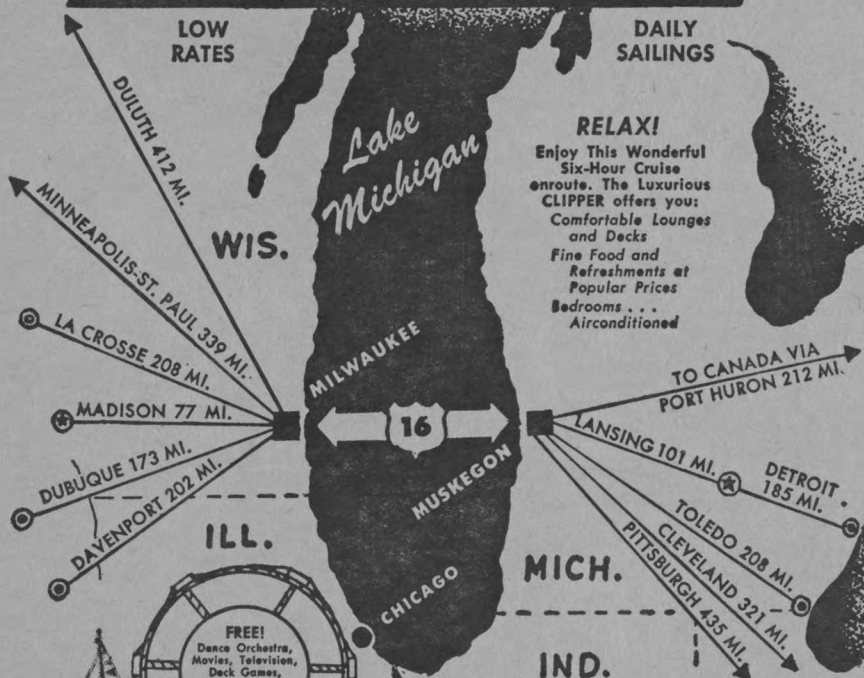 LOW
RATES
DAILY
SAILINGS
DULUTH 412 MI.
MINNEAPOLIS-ST. PAUL 339 MI.
LA CROSSE 208 MI.
MADISON 77 MI.
DUBUQUE 173 MI.
DAVENPORT 202 MI.
WIS.
ILL.
Lake
Michigan
MILWAUKEE
16
MUSKEGON
CHICAGO
RELAX!
Enjoy This Wonderful
Six-Hour Cruise
enroute. The Luxurious
CLIPPER offers you:
Comfortable Lounges
and Decks
Fine Food and
Refreshments at
Popular Prices
Bedrooms . . .
Airconditioned
TO CANADA VIA
PORT HURON 212 MI.
LANSING 101 MI.
DETROIT
185 MI.
TOLEDO 208 MI.
CLEVELAND 321 MI.
PITTSBURGH 435 MI.
MICH.
IND.
FREE!
Dance Orchestra,
Movies, Television,
Deck Games,